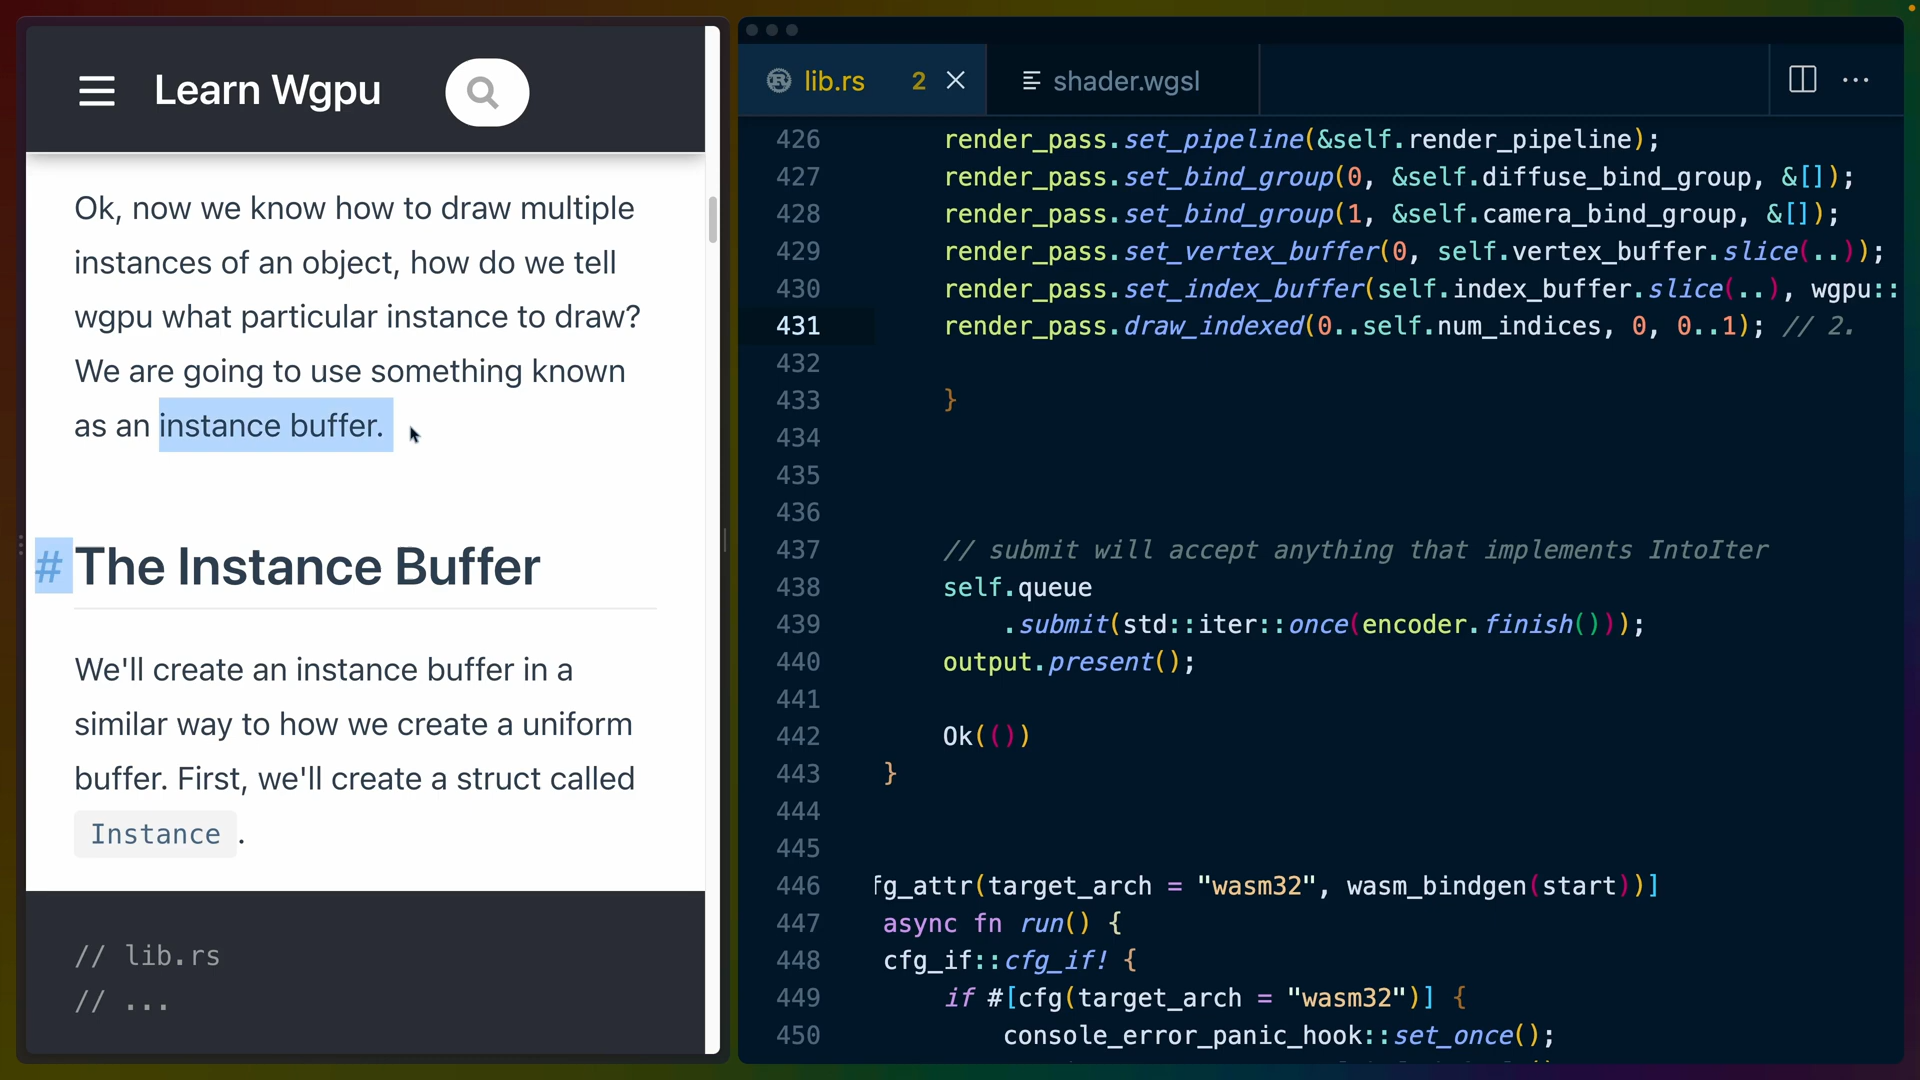 Learn Wgpu
Ok, now we know how to draw multiple
instances of an object, how do we tell
wgpu what particular instance to draw?
We are going to use something known
as an instance buffer.
# The Instance Buffer
We'll create an instance buffer in a
similar way to how we create a uniform
buffer. First, we'll create a struct called
Instance .
// lib.rs
// ...
lib.rs 2
shader.wgsl
426 render_pass.set_pipeline(&self.render_pipeline);
427 render_pass.set_bind_group(0, &self.diffuse_bind_group, &[]);
428 render_pass.set_bind_group(1, &self.camera_bind_group, &[]);
429 render_pass.set_vertex_buffer(0, self.vertex_buffer.slice(..));
430 render_pass.set_index_buffer(self.index_buffer.slice(..), wgpu::
431 render_pass.draw_indexed(0..self.num_indices, 0, 0..1); // 2.
432
433 }
434
435
436
437 // submit will accept anything that implements IntoIter
438 self.queue
439 .submit(std::iter::once(encoder.finish()));
440 output.present();
441
442 Ok(())
443 }
444
445
446 fg_attr(target_arch = "wasm32", wasm_bindgen(start))]
447 async fn run() {
448 cfg_if::cfg_if! {
449 if #[cfg(target_arch = "wasm32")] {
450 console_error_panic_hook::set_once();